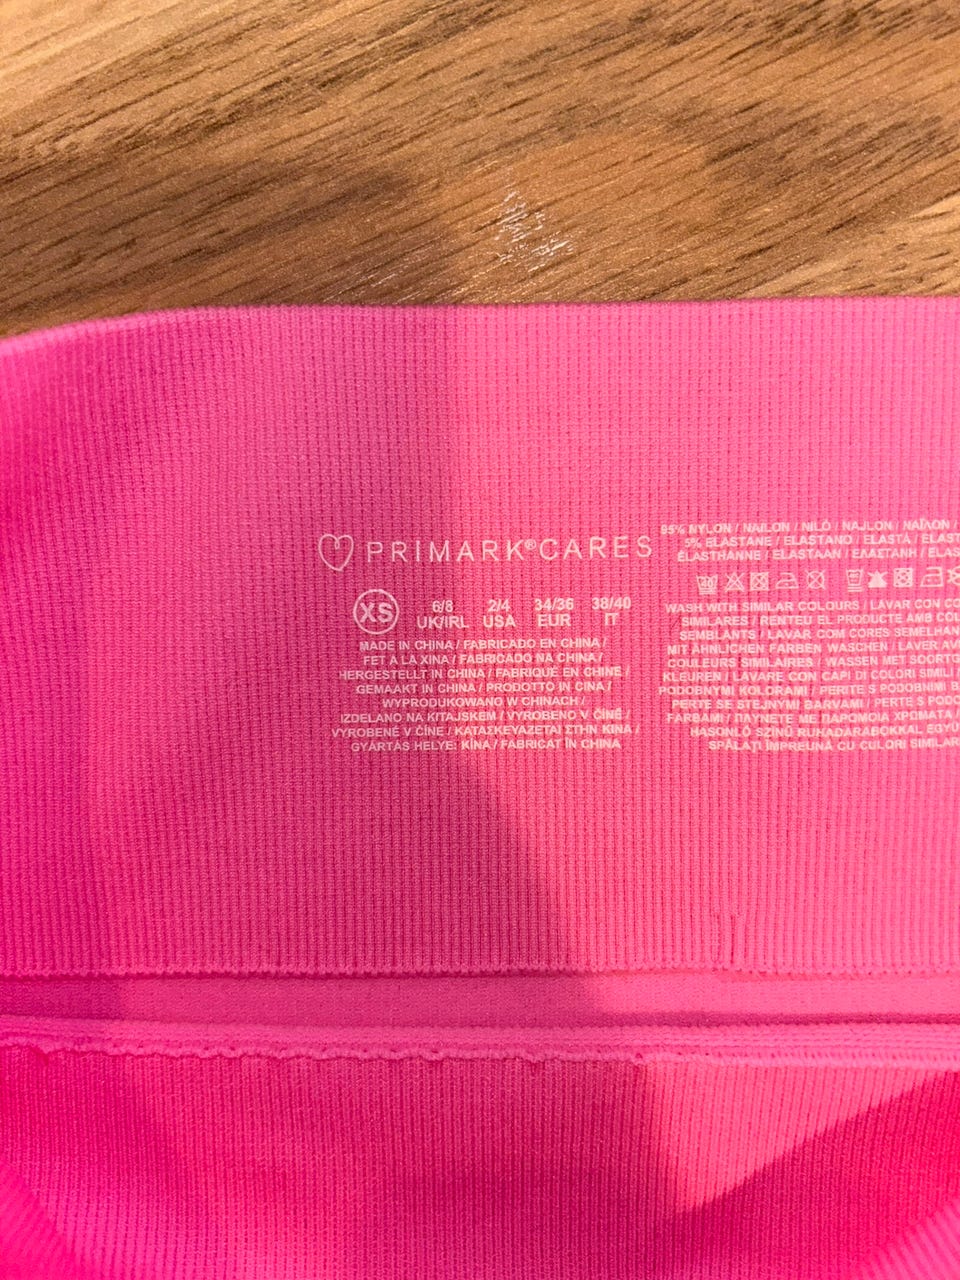 PRIMARK®CARES
XS
6/8 2/4 34/36 38/40
UK/IRL USA EUR IT
MADE IN CHINA / FABRICADO EN CHINA /
FET A LA XINA / FABRICADO NA CHINA /
HERGESTELLT IN CHINA / FABRIQUÉ EN CHINE /
GEMAAKT IN CHINA / PRODOTTO IN CINA /
WYPRODUKOWANO W CHINACH /
IZDELANO NA KITAJSKEM / VYROBENO V ČÍNĚ /
VYROBENÉ V ČÍNE / ΚΑΤΑΣΚΕΥΑΖΕΤΑΙ ΣΤΗΝ ΚΙΝΑ /
GYÁRTÁS HELYE: KÍNA / FABRICAT ÎN CHINA
95% NYLON / NAILON / NILÓ / NAJLON / ΝΑΪΛΟΝ /
5% ELASTANE / ELASTANO / ELASTÀ / ELAST
ÉLASTHANNE / ELASTAAN / ΕΛΑΣΤΑΝΗ / ELAS
WASH WITH SIMILAR COLOURS / LAVAR CON CO
SIMILARES / RENTEU EL PRODUCTE AMB COL
SEMBLANTS / LAVAR COM CORES SEMELHAN
MIT ÄHNLICHEN FARBEN WASCHEN / LAVER AV
COULEURS SIMILAIRES / WASSEN MET SOORTG
KLEUREN / LAVARE CON CAPI DI COLORI SIMILI
PODOBNYMI KOLORAMI / PERITE S PODOBNIMI B
PERTE SE STEJNÝMI BARVAMI / PERTE S PODO
FARBAMI / ΠΛΥΝΕΤΕ ΜΕ ΠΑΡΟΜΟΙΑ ΧΡΩΜΑΤΑ /
HASONLÓ SZÍNŰ RUHADARABOKKAL EGYÜ
SPĂLAȚI ÎMPREUNĂ CU CULORI SIMILAR